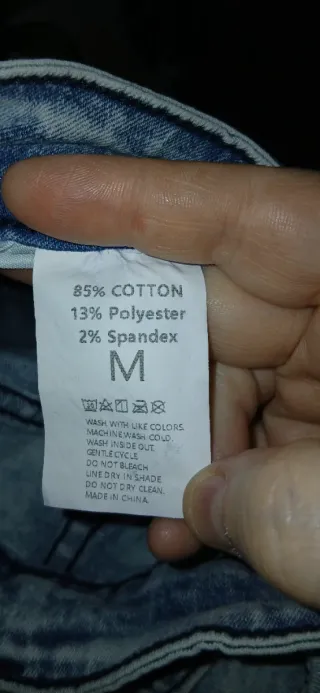 85% COTTON
13% Polyester
2% Spandex
M
WASH WITH LIKE COLORS.
MACHINE WASH COLD.
WASH INSIDE OUT.
GENTLE CYCLE.
DO NOT BLEACH
LINE DRY IN SHADE
DO NOT DRY CLEAN.
MADE IN CHINA.